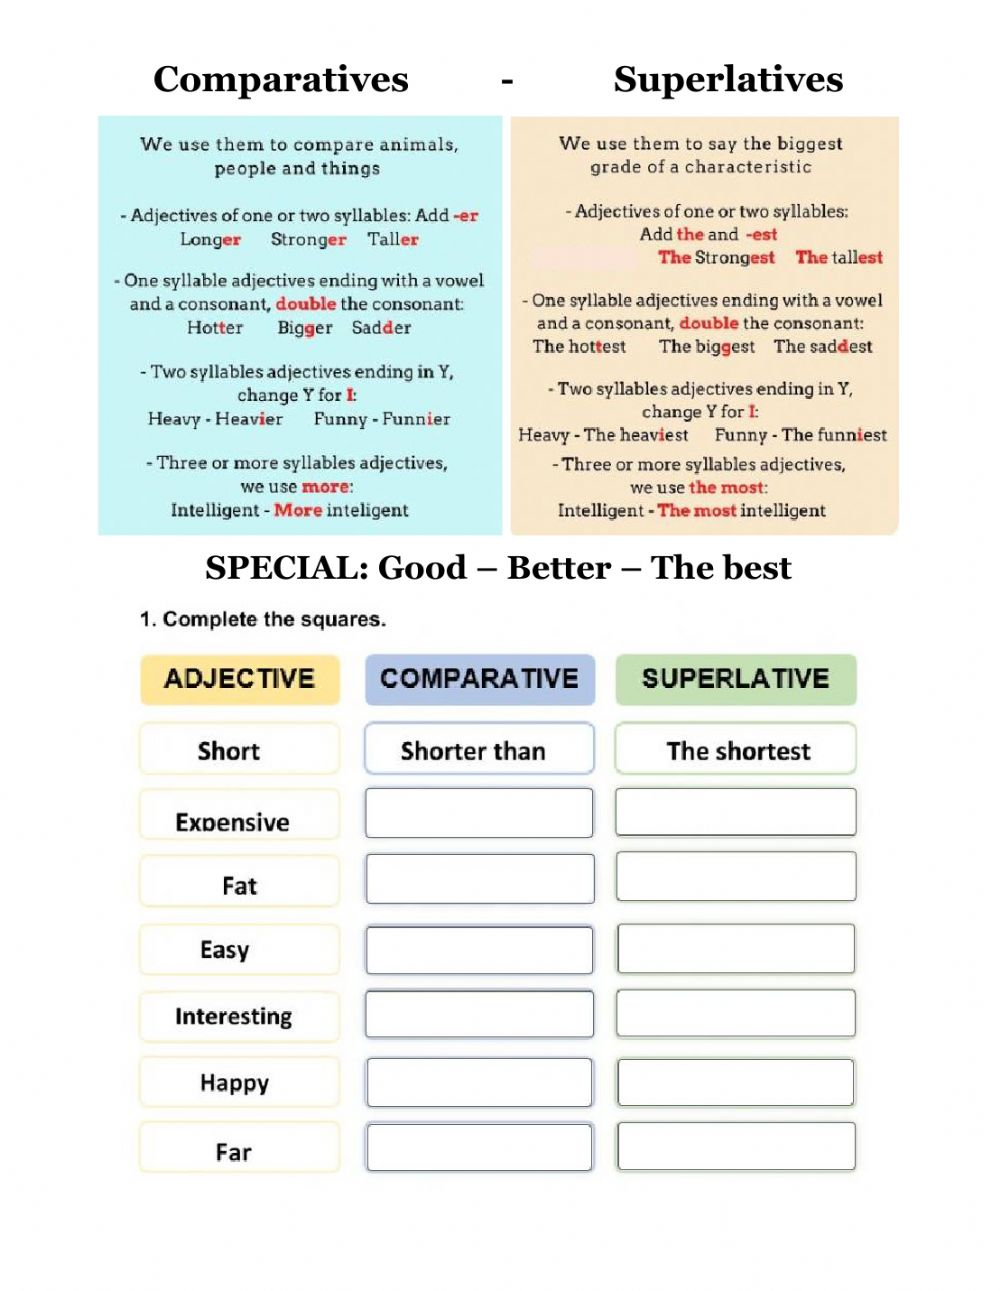 Comparatives - Superlatives
We use them to compare animals,
people and things
- Adjectives of one or two syllables: Add -er
Longer Stronger Taller
- One syllable adjectives ending with a vowel
and a consonant, double the consonant:
Hotter Bigger Sadder
- Two syllables adjectives ending in Y,
change Y for I:
Heavy - Heavier Funny - Funnier
- Three or more syllables adjectives,
we use more:
Intelligent - More inteligent
We use them to say the biggest
grade of a characteristic
- Adjectives of one or two syllables:
Add the and -est
The Strongest The tallest
- One syllable adjectives ending with a vowel
and a consonant, double the consonant:
The hottest The biggest The saddest
- Two syllables adjectives ending in Y,
change Y for I:
Heavy - The heaviest Funny - The funniest
- Three or more syllables adjectives,
we use the most:
Intelligent - The most intelligent
SPECIAL: Good – Better – The best
1. Complete the squares.
ADJECTIVE COMPARATIVE SUPERLATIVE
Short Shorter than The shortest
Expensive
Fat
Easy
Interesting
Happy
Far